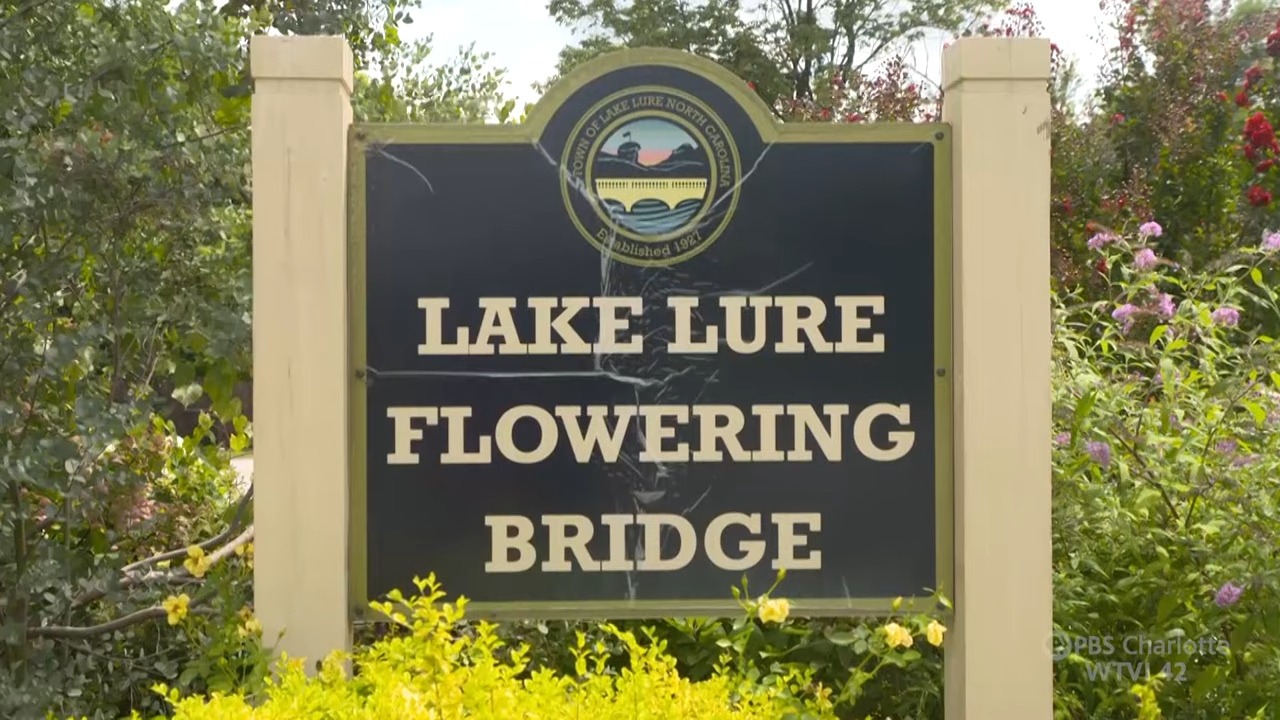 TOWN OF LAKE LURE NORTH CAROLINA
Established 1927
LAKE LURE
FLOWERING
BRIDGE
PBS Charlotte
WTVI 42